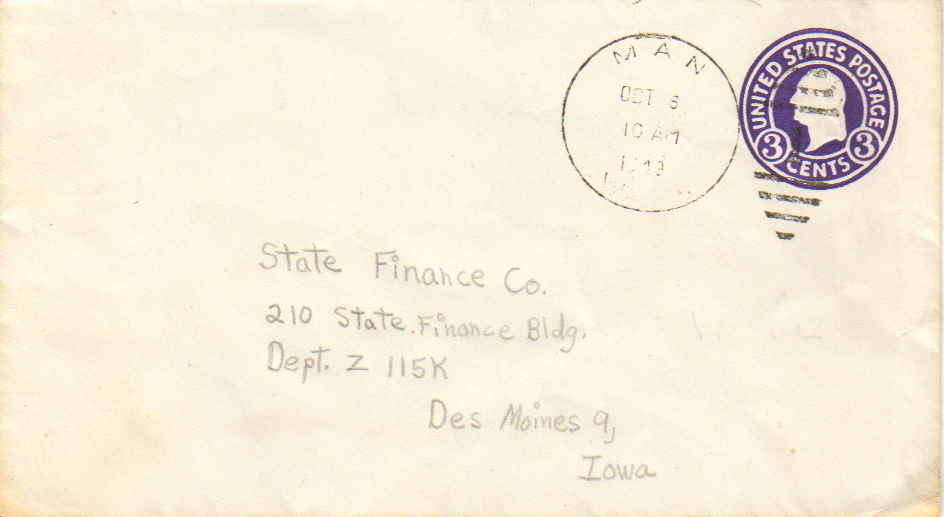 MAN
OCT 6
10 AM
UNITED STATES POSTAGE
3 CENTS 3
State Finance Co.
210 State Finance Bldg.
Dept. Z 115K
Des Moines 9,
Iowa